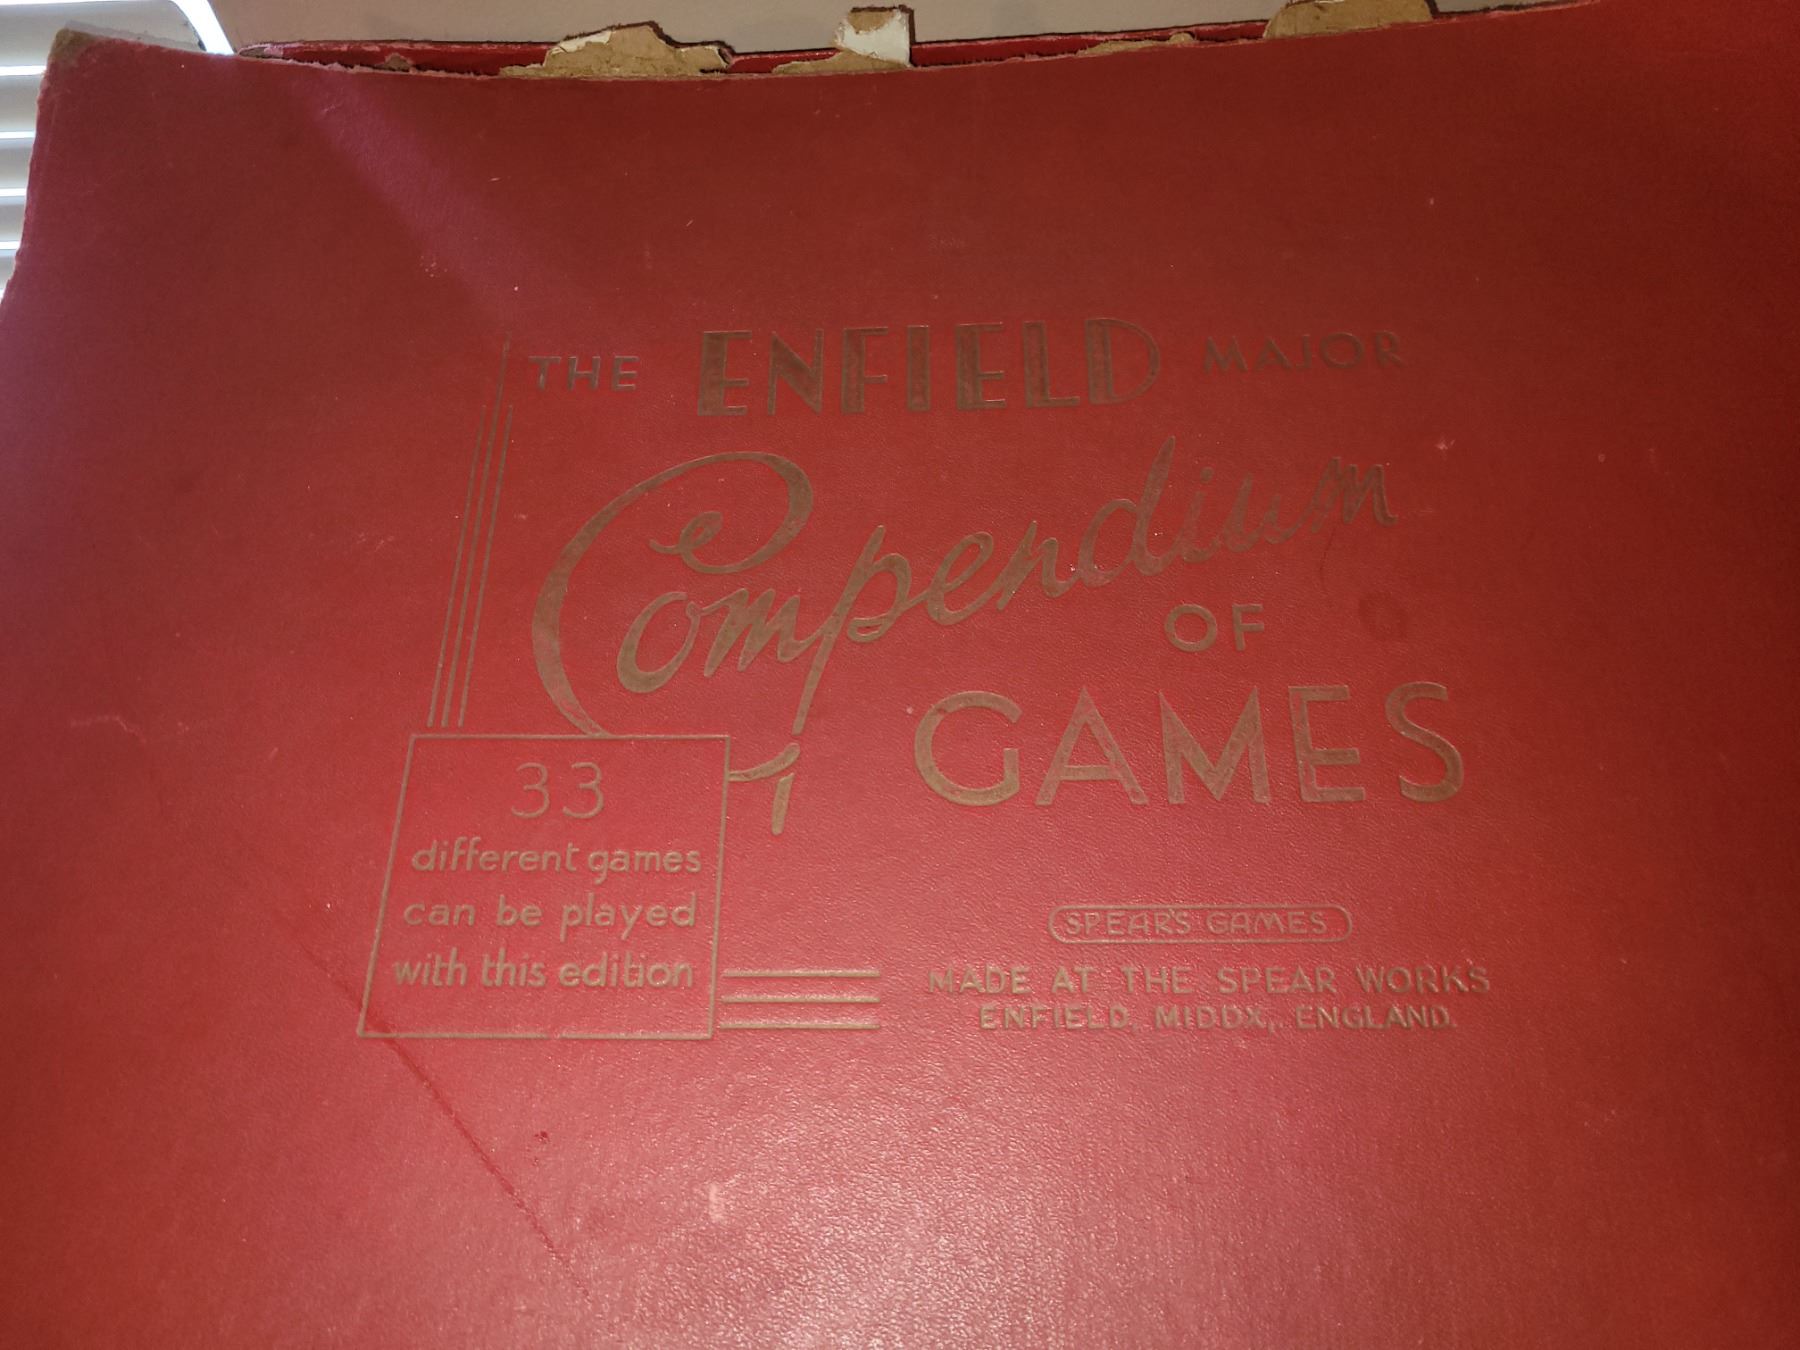 THE ENFIELD MAJOR
Compendium
OF
GAMES
33
different games
can be played
with this edition
SPEAR'S GAMES
MADE AT THE SPEAR WORKS
ENFIELD, MIDDX., ENGLAND.